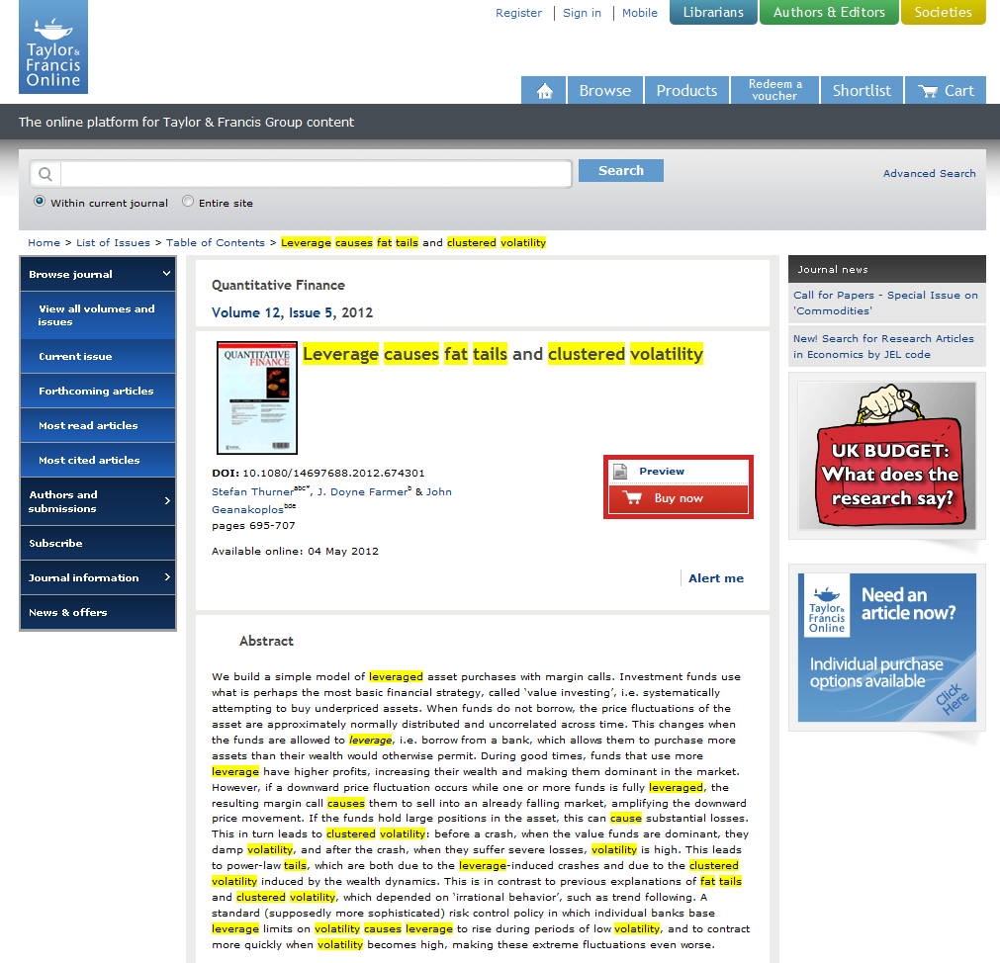 Register
Sign in
Mobile
Librarians
Authors & Editors
Societies
Taylor &
Francis
Online
Browse
Products
Redeem a
voucher
Shortlist
Cart
The online platform for Taylor & Francis Group content
Search
Advanced Search
Within current journal
Entire site
Home > List of Issues > Table of Contents > Leverage causes fat tails and clustered volatility
Browse journal
View all volumes and
issues
Current issue
Forthcoming articles
Most read articles
Most cited articles
Authors and
submissions
Subscribe
Journal information
News & offers
Quantitative Finance
Volume 12, Issue 5, 2012
QUANTITATIVE
FINANCE
Leverage causes fat tails and clustered volatility
DOI: 10.1080/14697688.2012.674301
Stefan Thurnerabc*, J. Doyne Farmerb & John
Geanakoplosbde
pages 695-707
Available online: 04 May 2012
Preview
Buy now
Alert me
Abstract
We build a simple model of leveraged asset purchases with margin calls. Investment funds use
what is perhaps the most basic financial strategy, called ‘value investing’, i.e. systematically
attempting to buy underpriced assets. When funds do not borrow, the price fluctuations of the
asset are approximately normally distributed and uncorrelated across time. This changes when
the funds are allowed to leverage, i.e. borrow from a bank, which allows them to purchase more
assets than their wealth would otherwise permit. During good times, funds that use more
leverage have higher profits, increasing their wealth and making them dominant in the market.
However, if a downward price fluctuation occurs while one or more funds is fully leveraged, the
resulting margin call causes them to sell into an already falling market, amplifying the downward
price movement. If the funds hold large positions in the asset, this can cause substantial losses.
This in turn leads to clustered volatility: before a crash, when the value funds are dominant, they
damp volatility, and after the crash, when they suffer severe losses, volatility is high. This leads
to power-law tails, which are both due to the leverage-induced crashes and due to the clustered
volatility induced by the wealth dynamics. This is in contrast to previous explanations of fat tails
and clustered volatility, which depended on ‘irrational behavior’, such as trend following. A
standard (supposedly more sophisticated) risk control policy in which individual banks base
leverage limits on volatility causes leverage to rise during periods of low volatility, and to contract
more quickly when volatility becomes high, making these extreme fluctuations even worse.
Journal news
Call for Papers - Special Issue on
'Commodities'
New! Search for Research Articles
in Economics by JEL code
UK BUDGET:
What does the
research say?
Taylor &
Francis
Online
Need an
article now?
Individual purchase
options available
Click
Here